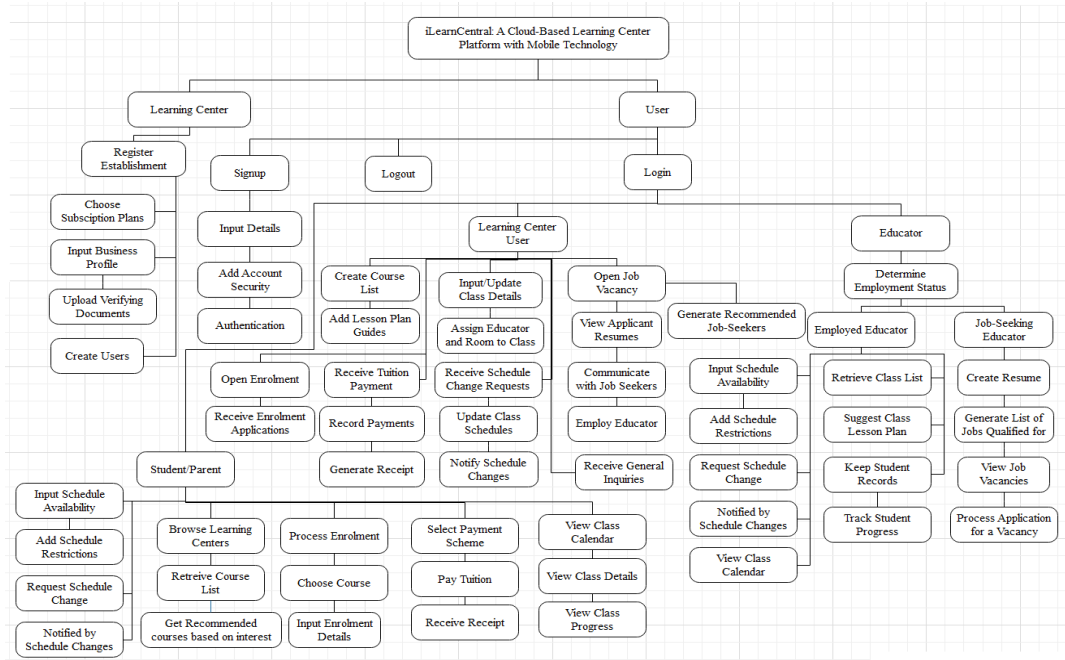 iLearnCentral: A Cloud-Based Learning Center
Platform with Mobile Technology
Learning Center
User
Register
Establishment
Signup
Logout
Login
Choose
Subsciption Plans
Input Details
Learning Center
User
Educator
Input Business
Profile
Add Account
Security
Create Course
List
Input/Update
Class Details
Open Job
Vacancy
Determine
Employment Status
Upload Verifying
Documents
Authentication
Add Lesson Plan
Guides
Assign Educator
and Room to Class
View Applicant
Resumes
Generate Recommended
Job-Seekers
Employed Educator
Job-Seeking
Educator
Create Users
Open Enrolment
Receive Tuition
Payment
Receive Schedule
Change Requests
Communicate
with Job Seekers
Input Schedule
Availability
Retrieve Class List
Create Resume
Receive Enrolment
Applications
Record Payments
Update Class
Schedules
Employ Educator
Add Schedule
Restrictions
Suggest Class
Lesson Plan
Generate List of
Jobs Qualified for
Student/Parent
Generate Receipt
Notify Schedule
Changes
Receive General
Inquiries
Request Schedule
Change
Keep Student
Records
View Job
Vacancies
Input Schedule
Availability
Browse Learning
Centers
Process Enrolment
Select Payment
Scheme
View Class
Calendar
Notified by
Schedule Changes
Track Student
Progress
Process Application
for a Vacancy
Add Schedule
Restrictions
Retreive Course
List
Choose Course
Pay Tuition
View Class Details
View Class
Calendar
Request Schedule
Change
Get Recommended
courses based on interest
Input Enrolment
Details
Receive Receipt
View Class
Progress
Notified by
Schedule Changes